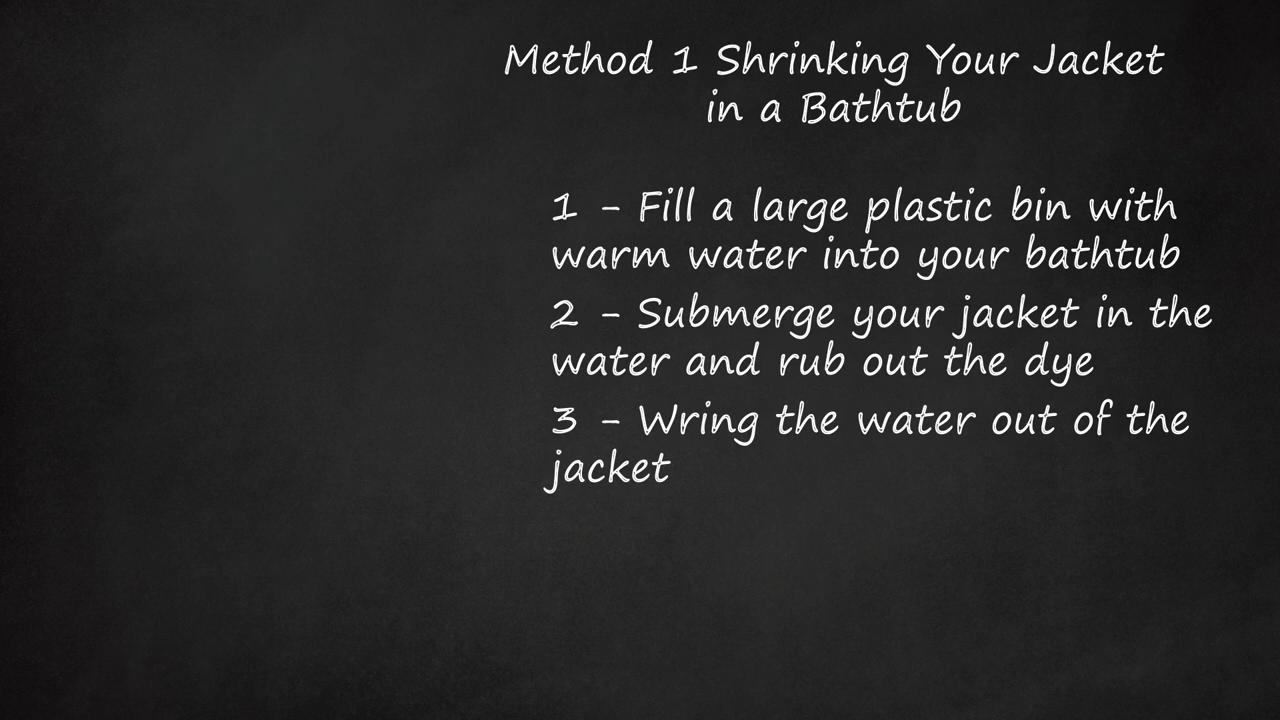 Method 1 Shrinking Your Jacket
in a Bathtub
1 - Fill a large plastic bin with
warm water into your bathtub
2 - Submerge your jacket in the
water and rub out the dye
3 - Wring the water out of the
jacket